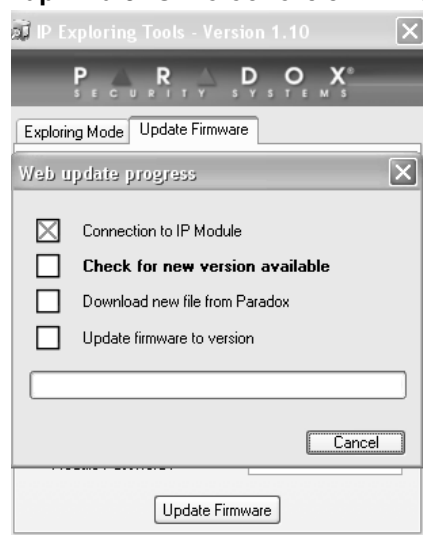 IP Exploring Tools - Version 1.10
PARADOX®
SECURITY SYSTEMS
Exploring Mode Update Firmware
Web update progress
Connection to IP Module
Check for new version available
Download new file from Paradox
Update firmware to version
Cancel
Update Firmware